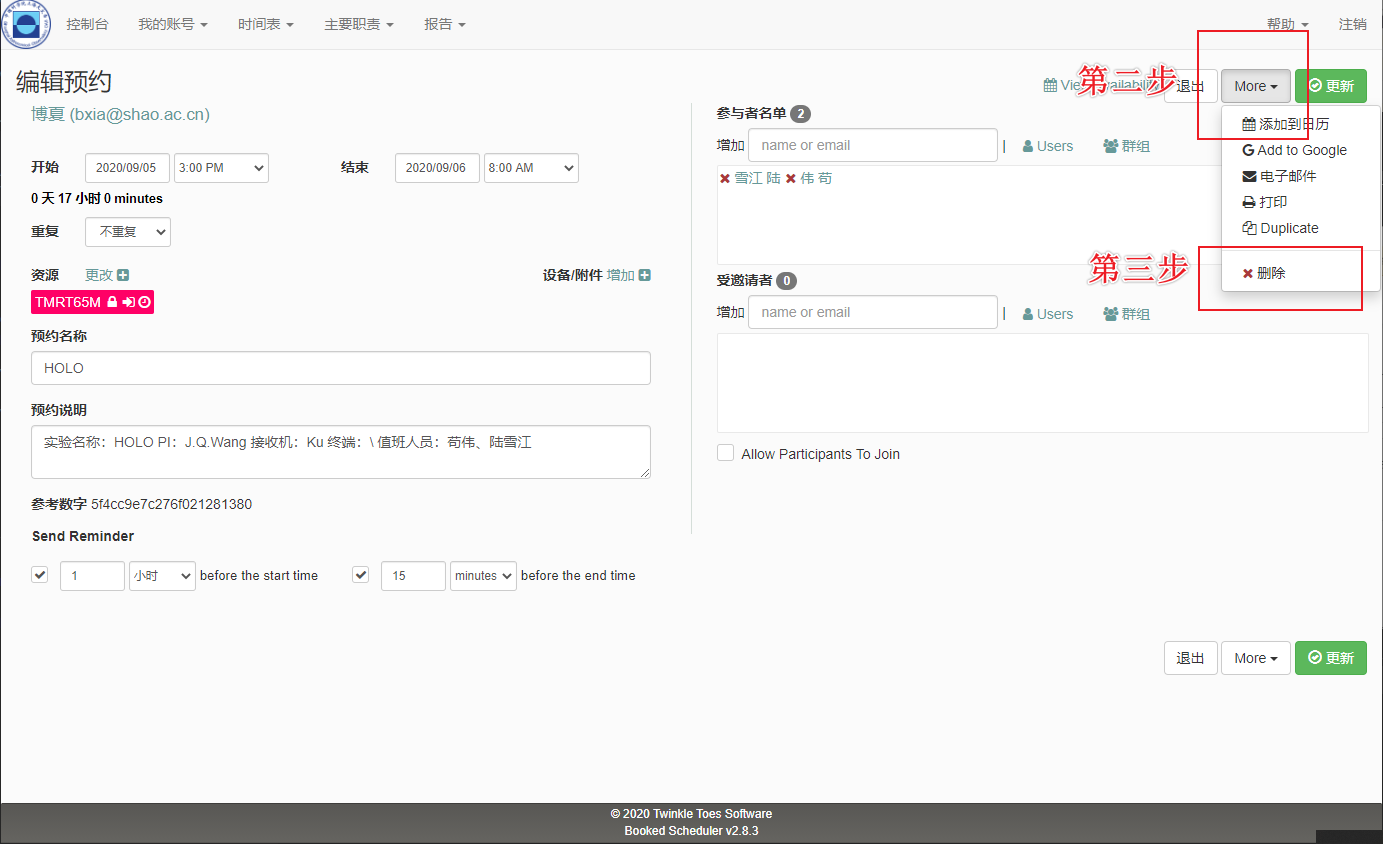 控制台 我的账号 时间表 主要职责 报告 帮助 注销
编辑预约
第二步
退出 More 更新
博夏 (bxia@shao.ac.cn)
开始 2020/09/05 3:00 PM 结束 2020/09/06 8:00 AM
0 天 17 小时 0 minutes
重复 不重复
资源 更改 设备/附件 增加
TMRT65M
预约名称
HOLO
预约说明
实验名称：HOLO PI：J.Q.Wang 接收机：Ku 终端：\ 值班人员：荀伟、陆雪江
参考数字 5f4cc9e7c276f021281380
Send Reminder
1 小时 before the start time 15 minutes before the end time
参与者名单 2
增加 name or email | Users 群组
雪江 陆 伟 荀
受邀请者 0
增加 name or email | Users 群组
Allow Participants To Join
添加到日历
Add to Google
电子邮件
打印
Duplicate
第三步
删除
退出 More 更新
© 2020 Twinkle Toes Software
Booked Scheduler v2.8.3